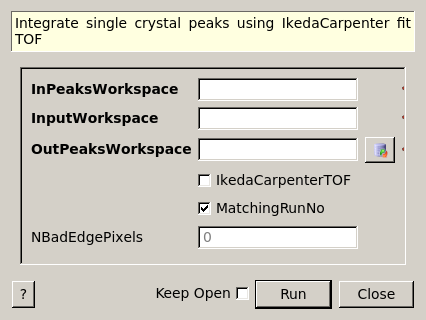 Integrate single crystal peaks using IkedaCarpenter fit
TOF
InPeaksWorkspace
InputWorkspace
OutPeaksWorkspace
IkedaCarpenterTOF
MatchingRunNo
NBadEdgePixels 0
? Keep Open Run Close